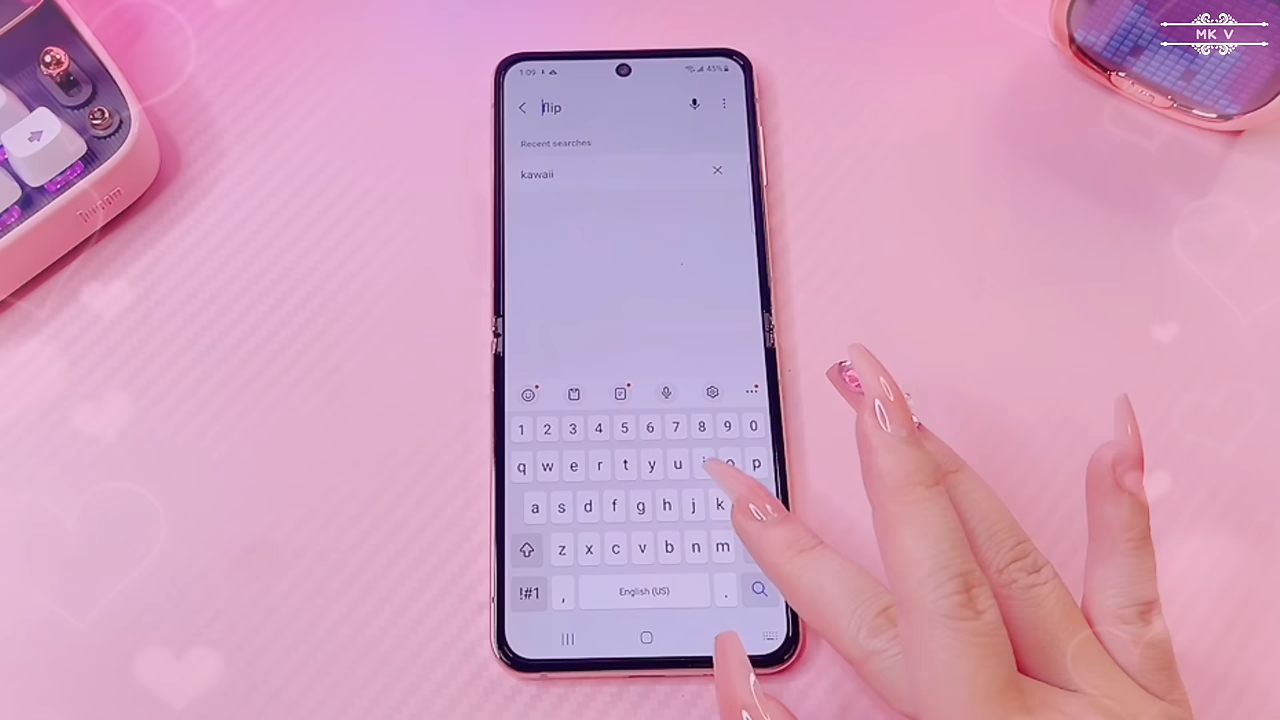 MK V
1:09 45%
flip
Recent searches
kawaii
1 2 3 4 5 6 7 8 9 0
q w e r t y u i o p
a s d f g h j k
z x c v b n m
!#1 , English (US) .